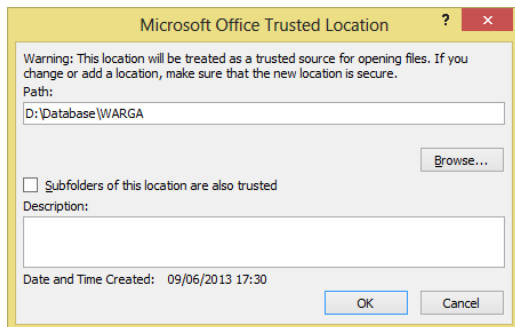 Microsoft Office Trusted Location
? ×
Warning: This location will be treated as a trusted source for opening files. If you
change or add a location, make sure that the new location is secure.
Path:
D:\Database\WARGA
Browse...
Subfolders of this location are also trusted
Description:
Date and Time Created: 09/06/2013 17:30
OK Cancel